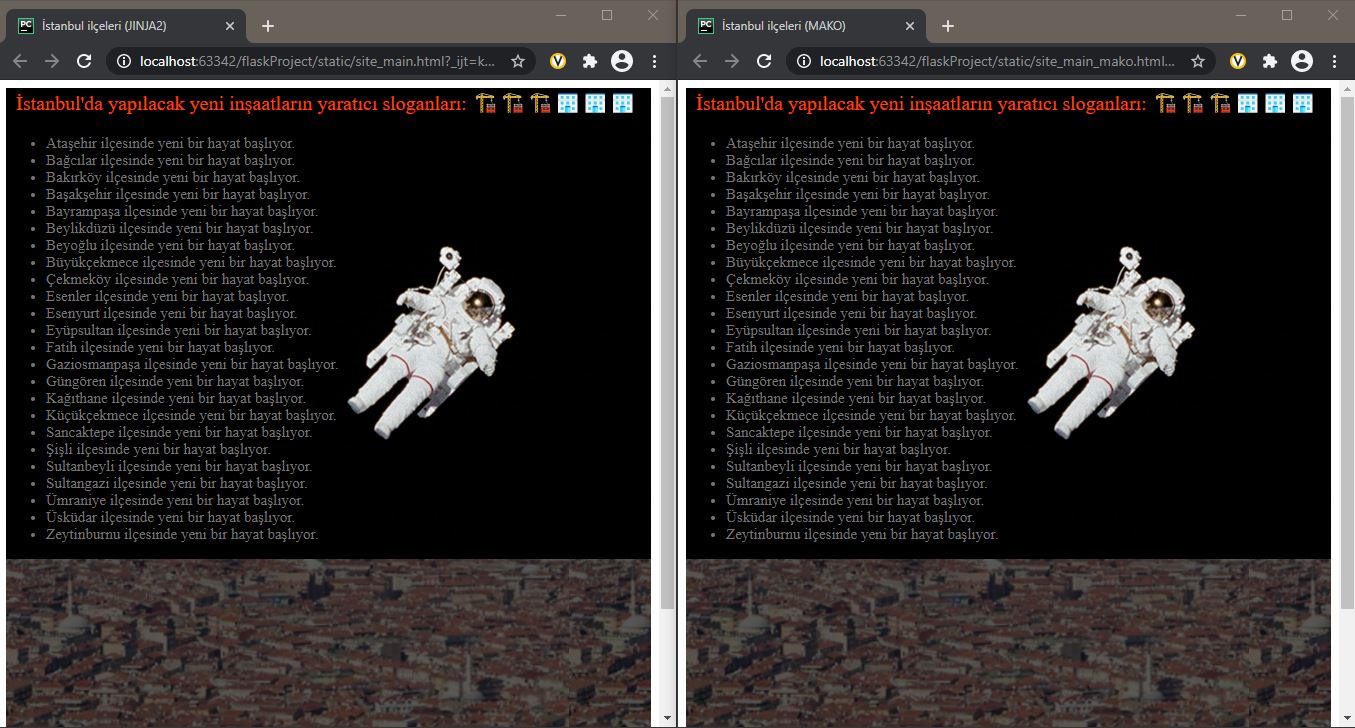 İstanbul ilçeleri (JINJA2)
localhost:63342/flaskProject/static/site_main.html?_ijt=k...
İstanbul'da yapılacak yeni inşaatların yaratıcı sloganları: 🏗 🏗 🏗 🏢 🏢 🏢
• Ataşehir ilçesinde yeni bir hayat başlıyor.
• Bağcılar ilçesinde yeni bir hayat başlıyor.
• Bakırköy ilçesinde yeni bir hayat başlıyor.
• Başakşehir ilçesinde yeni bir hayat başlıyor.
• Bayrampaşa ilçesinde yeni bir hayat başlıyor.
• Beylikdüzü ilçesinde yeni bir hayat başlıyor.
• Beyoğlu ilçesinde yeni bir hayat başlıyor.
• Büyükçekmece ilçesinde yeni bir hayat başlıyor.
• Çekmeköy ilçesinde yeni bir hayat başlıyor.
• Esenler ilçesinde yeni bir hayat başlıyor.
• Esenyurt ilçesinde yeni bir hayat başlıyor.
• Eyüpsultan ilçesinde yeni bir hayat başlıyor.
• Fatih ilçesinde yeni bir hayat başlıyor.
• Gaziosmanpaşa ilçesinde yeni bir hayat başlıyor.
• Güngören ilçesinde yeni bir hayat başlıyor.
• Kağıthane ilçesinde yeni bir hayat başlıyor.
• Küçükçekmece ilçesinde yeni bir hayat başlıyor.
• Sancaktepe ilçesinde yeni bir hayat başlıyor.
• Şişli ilçesinde yeni bir hayat başlıyor.
• Sultanbeyli ilçesinde yeni bir hayat başlıyor.
• Sultangazi ilçesinde yeni bir hayat başlıyor.
• Ümraniye ilçesinde yeni bir hayat başlıyor.
• Üsküdar ilçesinde yeni bir hayat başlıyor.
• Zeytinburnu ilçesinde yeni bir hayat başlıyor.
İstanbul ilçeleri (MAKO)
localhost:63342/flaskProject/static/site_main_mako.html...
İstanbul'da yapılacak yeni inşaatların yaratıcı sloganları: 🏗 🏗 🏗 🏢 🏢 🏢
• Ataşehir ilçesinde yeni bir hayat başlıyor.
• Bağcılar ilçesinde yeni bir hayat başlıyor.
• Bakırköy ilçesinde yeni bir hayat başlıyor.
• Başakşehir ilçesinde yeni bir hayat başlıyor.
• Bayrampaşa ilçesinde yeni bir hayat başlıyor.
• Beylikdüzü ilçesinde yeni bir hayat başlıyor.
• Beyoğlu ilçesinde yeni bir hayat başlıyor.
• Büyükçekmece ilçesinde yeni bir hayat başlıyor.
• Çekmeköy ilçesinde yeni bir hayat başlıyor.
• Esenler ilçesinde yeni bir hayat başlıyor.
• Esenyurt ilçesinde yeni bir hayat başlıyor.
• Eyüpsultan ilçesinde yeni bir hayat başlıyor.
• Fatih ilçesinde yeni bir hayat başlıyor.
• Gaziosmanpaşa ilçesinde yeni bir hayat başlıyor.
• Güngören ilçesinde yeni bir hayat başlıyor.
• Kağıthane ilçesinde yeni bir hayat başlıyor.
• Küçükçekmece ilçesinde yeni bir hayat başlıyor.
• Sancaktepe ilçesinde yeni bir hayat başlıyor.
• Şişli ilçesinde yeni bir hayat başlıyor.
• Sultanbeyli ilçesinde yeni bir hayat başlıyor.
• Sultangazi ilçesinde yeni bir hayat başlıyor.
• Ümraniye ilçesinde yeni bir hayat başlıyor.
• Üsküdar ilçesinde yeni bir hayat başlıyor.
• Zeytinburnu ilçesinde yeni bir hayat başlıyor.